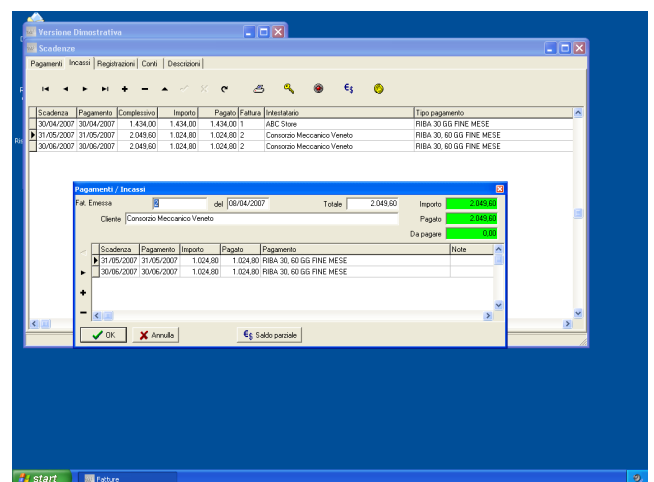 Versione Dimostrativa
Scadenze
Pagamenti Incassi Registrazioni Conti Descrizioni
Scadenza Pagamento Complessivo Importo Pagato Fattura Intestatario Tipo pagamento
30/04/2007 30/04/2007 1.434,00 1.434,00 1.434,00 1 ABC Store RIBA 30 GG FINE MESE
31/05/2007 31/05/2007 2.049,60 1.024,80 1.024,80 2 Consorzio Meccanico Veneto RIBA 30, 60 GG FINE MESE
30/06/2007 30/06/2007 2.049,60 1.024,80 1.024,80 2 Consorzio Meccanico Veneto RIBA 30, 60 GG FINE MESE
Pagamenti / Incassi
Fat. Emessa 2 del 08/04/2007 Totale 2.049,60 Importo 2.049,60
Cliente Consorzio Meccanico Veneto Pagato 2.049,60
Da pagare 0,00
Scadenza Pagamento Importo Pagato Pagamento Note
31/05/2007 31/05/2007 1.024,80 1.024,80 RIBA 30, 60 GG FINE MESE
30/06/2007 30/06/2007 1.024,80 1.024,80 RIBA 30, 60 GG FINE MESE
OK Annulla €$ Saldo parziale
start Fatture